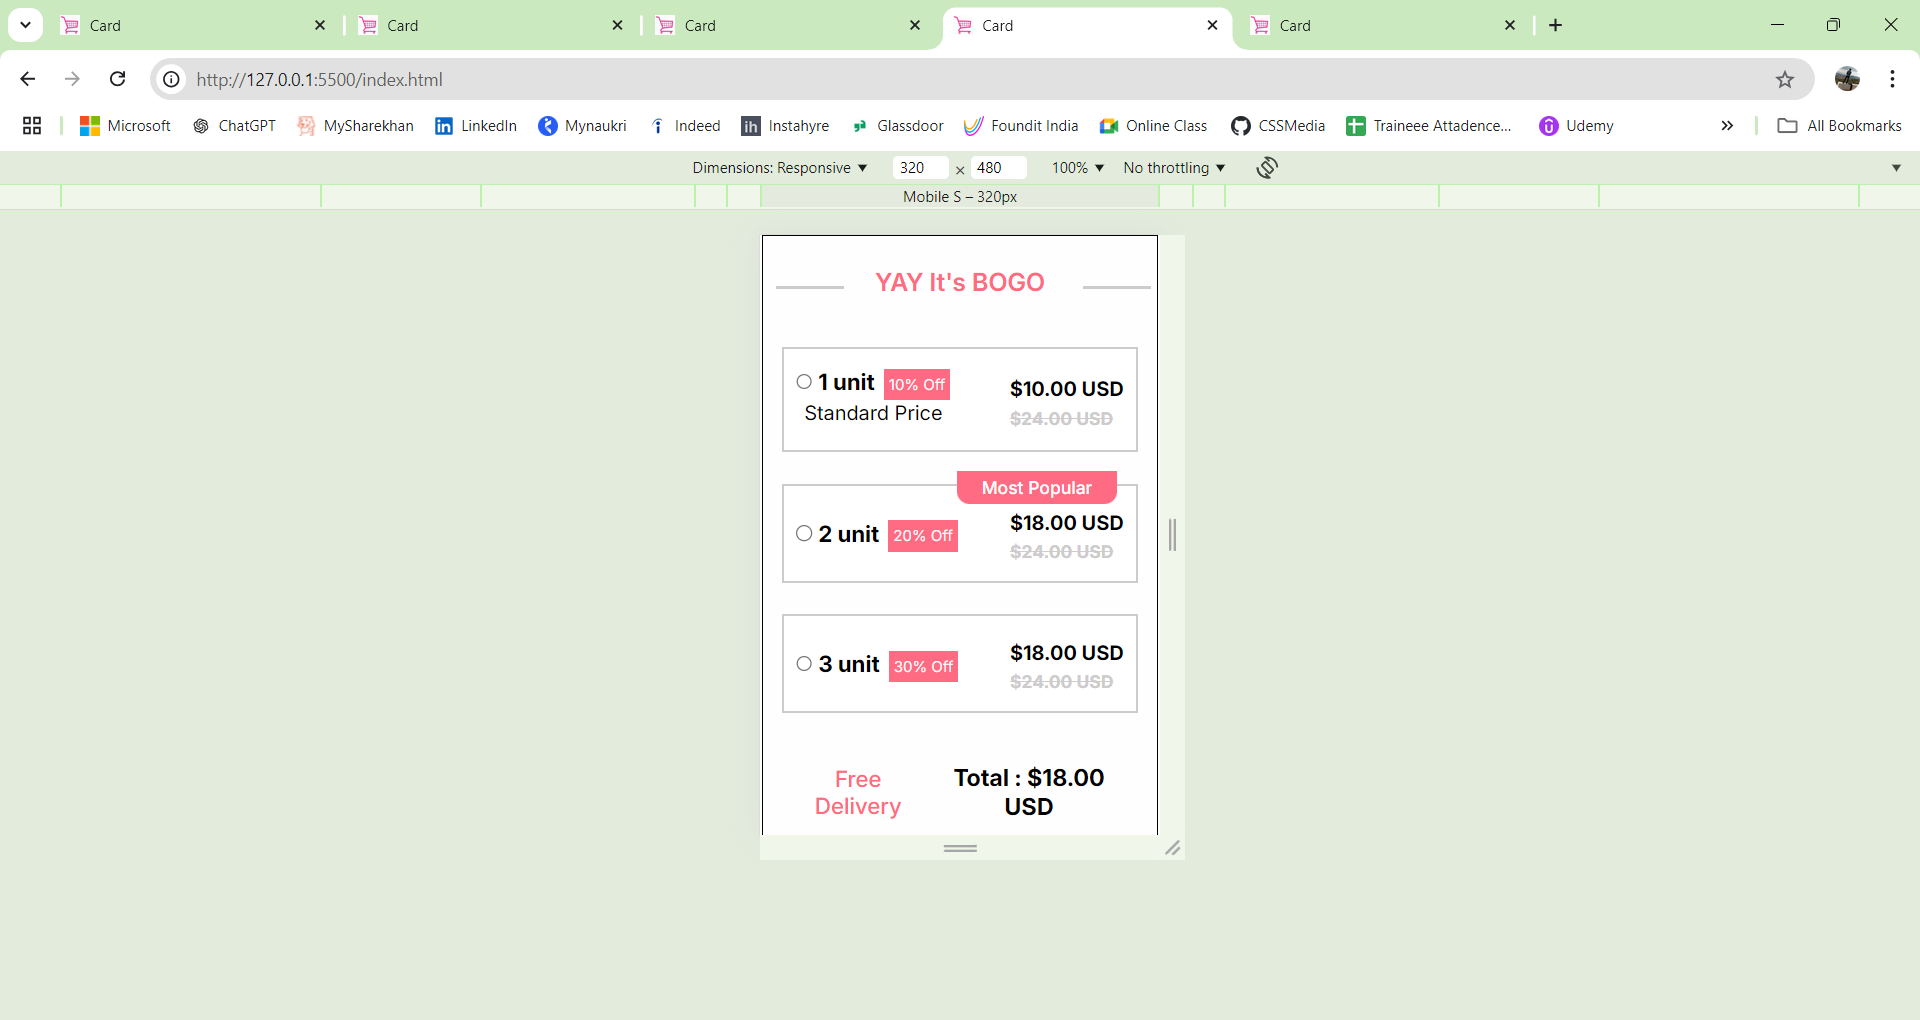 Card
Card
Card
Card
Card
http://127.0.0.1:5500/index.html
Microsoft
ChatGPT
MySharekhan
LinkedIn
Mynaukri
Indeed
ih Instahyre
Glassdoor
Foundit India
Online Class
CSSMedia
Traineee Attadence...
Udemy
All Bookmarks
Dimensions: Responsive 320 × 480 100% No throttling
Mobile S – 320px
YAY It's BOGO
1 unit 10% Off
Standard Price
$10.00 USD
$24.00 USD
Most Popular
2 unit 20% Off
$18.00 USD
$24.00 USD
3 unit 30% Off
$18.00 USD
$24.00 USD
Free
Delivery
Total : $18.00
USD